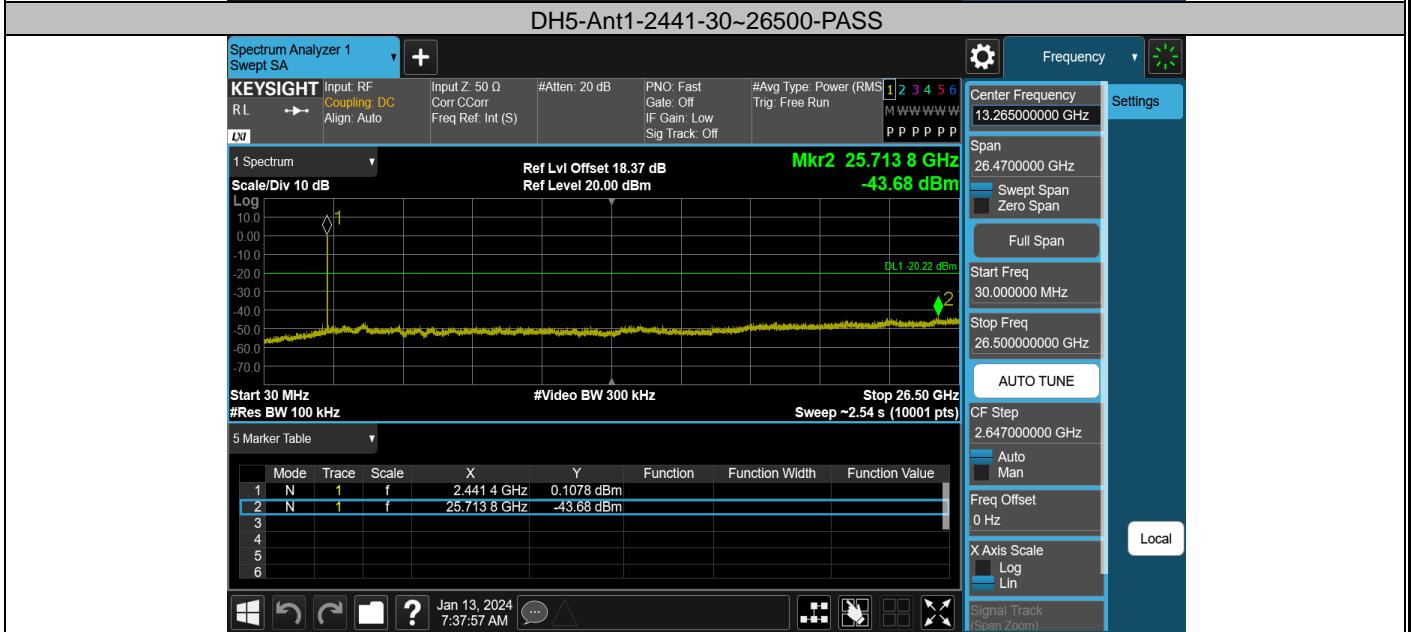 DH5-Ant1-2441-30~26500-PASS
Spectrum Analyzer 1
Swept SA
Frequency
KEYSIGHT
RL
LXI
Input: RF
Coupling: DC
Align: Auto
Input Z: 50 Ω
Corr CCorr
Freq Ref: Int (S)
#Atten: 20 dB
PNO: Fast
Gate: Off
IF Gain: Low
Sig Track: Off
#Avg Type: Power (RMS
Trig: Free Run
1 2 3 4 5 6
M W W W W W
P P P P P P
Center Frequency
13.265000000 GHz
Settings
Span
26.4700000 GHz
Swept Span
Zero Span
Full Span
Start Freq
30.000000 MHz
Stop Freq
26.500000000 GHz
AUTO TUNE
CF Step
2.647000000 GHz
Auto
Man
Freq Offset
0 Hz
X Axis Scale
Log
Lin
Signal Track
(Span Zoom)
Local
1 Spectrum
Scale/Div 10 dB
Log
Ref Lvl Offset 18.37 dB
Ref Level 20.00 dBm
Mkr2 25.713 8 GHz
-43.68 dBm
10.0
0.00
-10.0
-20.0
-30.0
-40.0
-50.0
-60.0
-70.0
1
DL1 -20.22 dBm
2
Start 30 MHz
#Res BW 100 kHz
#Video BW 300 kHz
Stop 26.50 GHz
Sweep ~2.54 s (10001 pts)
5 Marker Table
Mode Trace Scale X Y Function Function Width Function Value
1 N 1 f 2.441 4 GHz 0.1078 dBm
2 N 1 f 25.713 8 GHz -43.68 dBm
3
4
5
6
?
Jan 13, 2024
7:37:57 AM